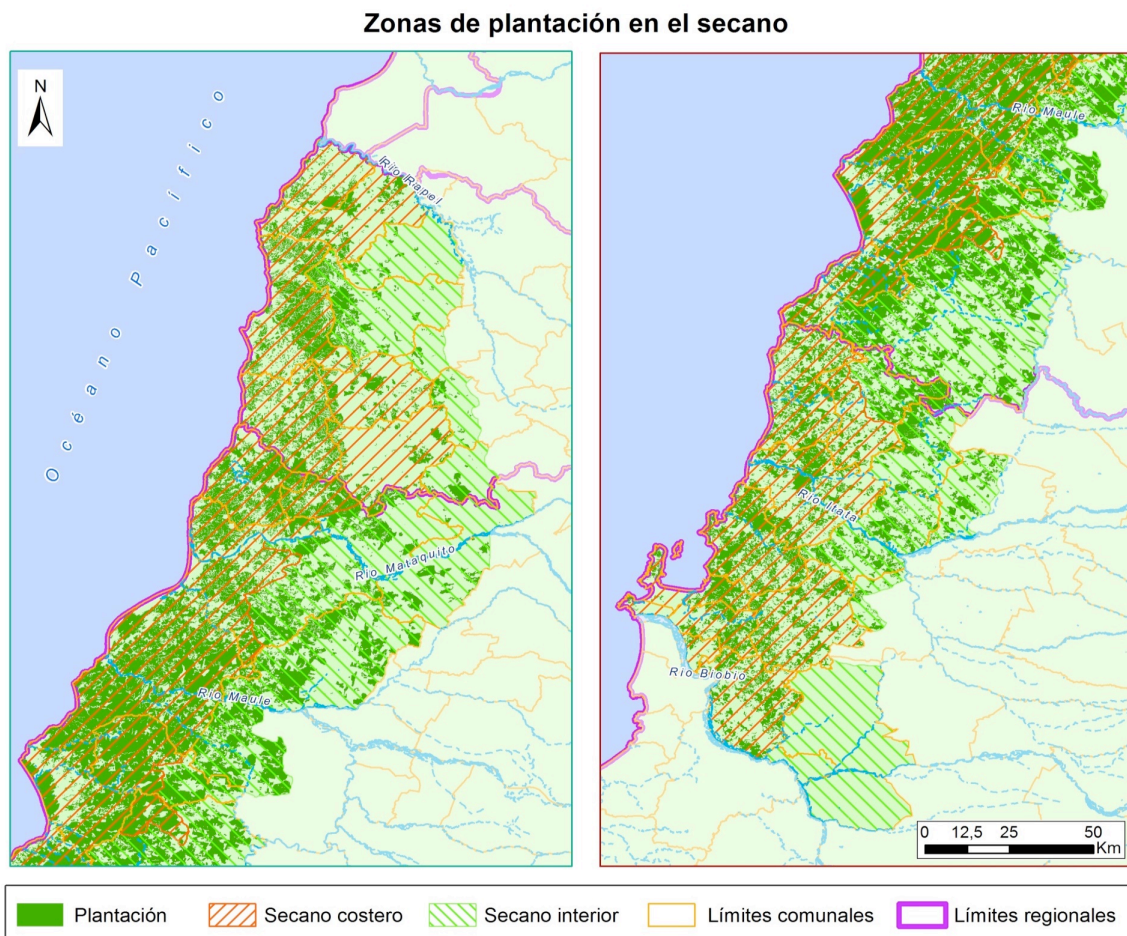 Zonas de plantación en el secano
N
Océano Pacifico
Río Rapel
Río Mataquito
Río Maule
Río Maule
Río Itata
Río Biobío
0 12,5 25 50
Km
Plantación
Secano costero
Secano interior
Límites comunales
Límites regionales